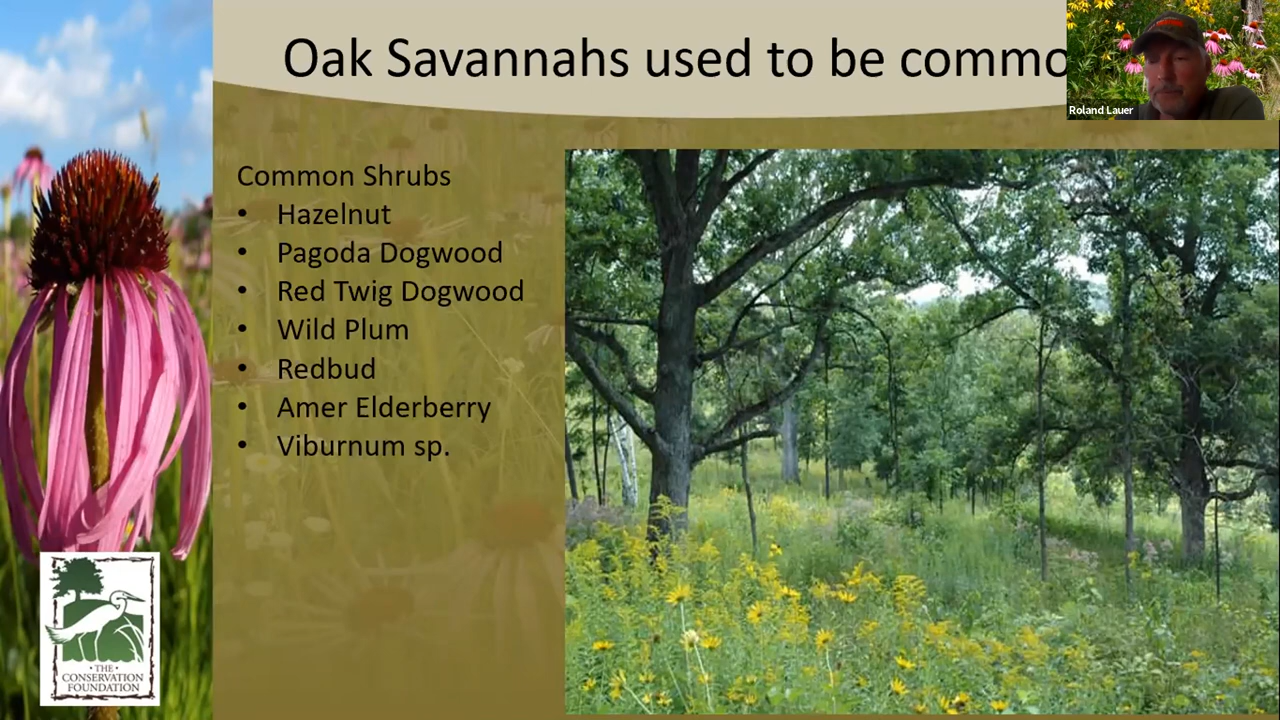 Oak Savannahs used to be commo
Roland Lauer
Common Shrubs
• Hazelnut
• Pagoda Dogwood
• Red Twig Dogwood
• Wild Plum
• Redbud
• Amer Elderberry
• Viburnum sp.
• THE •
CONSERVATION
FOUNDATION